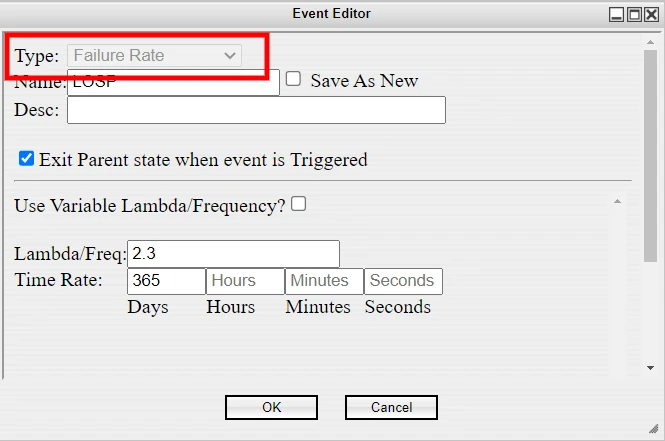 Event Editor
Type: Failure Rate
Name: LOSP Save As New
Desc:
Exit Parent state when event is Triggered
Use Variable Lambda/Frequency?
Lambda/Freq: 2.3
Time Rate: 365 Hours Minutes Seconds
Days Hours Minutes Seconds
OK Cancel